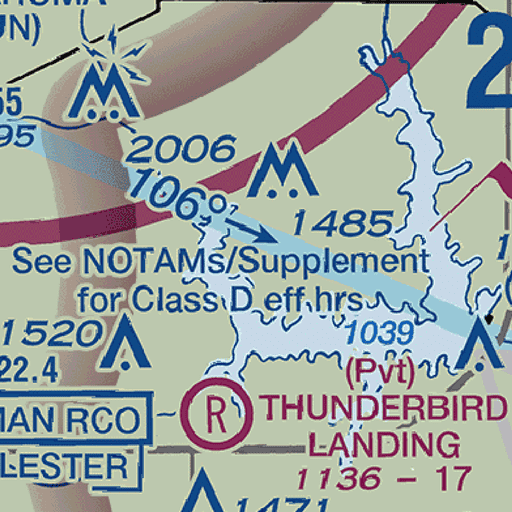 UN)
2
55
95
2006
106°
1485
See NOTAMs/Supplement
for Class D eff hrs
1520
1039
22.4
(Pvt)
MAN RCO
R
THUNDERBIRD
LANDING
LESTER
1136 - 17
1471